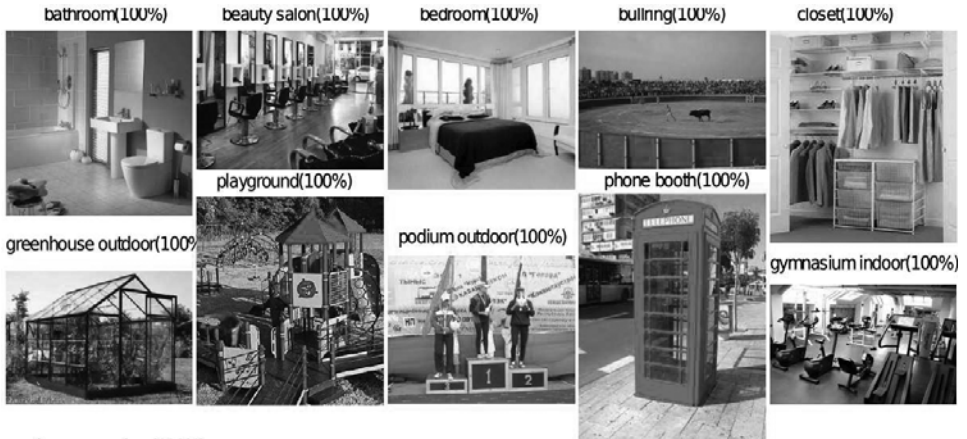 bathroom(100%)
beauty salon(100%)
bedroom(100%)
bullring(100%)
closet(100%)
playground(100%)
phone booth(100%)
greenhouse outdoor(100%
podium outdoor(100%)
gymnasium indoor(100%)
TELEPHONE
1
2